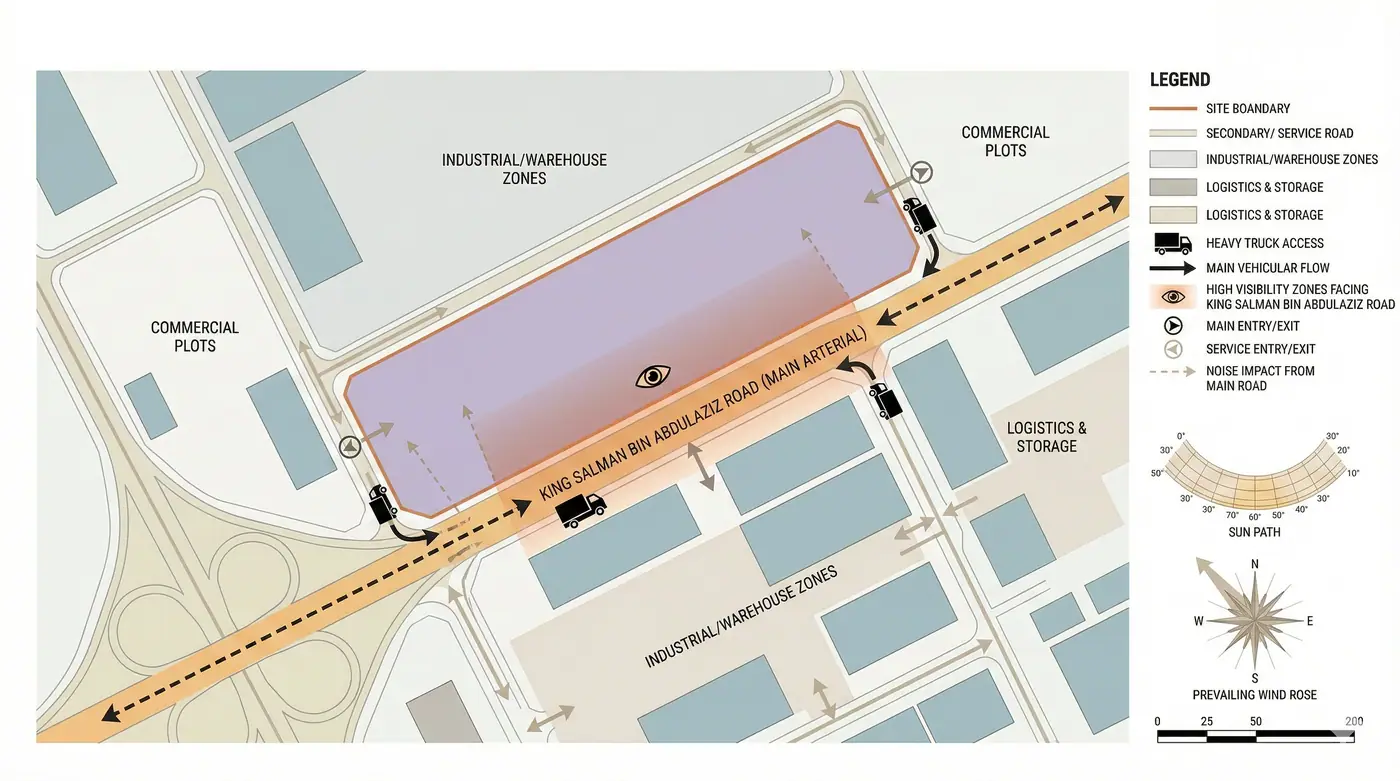 INDUSTRIAL/WAREHOUSE
ZONES
COMMERCIAL
PLOTS
COMMERCIAL
PLOTS
KING SALMAN BIN ABDULAZIZ ROAD (MAIN ARTERIAL)
LOGISTICS &
STORAGE
INDUSTRIAL/WAREHOUSE ZONES
LEGEND
SITE BOUNDARY
SECONDARY/ SERVICE ROAD
INDUSTRIAL/WAREHOUSE ZONES
LOGISTICS & STORAGE
LOGISTICS & STORAGE
HEAVY TRUCK ACCESS
MAIN VEHICULAR FLOW
HIGH VISIBILITY ZONES FACING
KING SALMAN BIN ABDULAZIZ ROAD
MAIN ENTRY/EXIT
SERVICE ENTRY/EXIT
NOISE IMPACT FROM
MAIN ROAD
0° 30°
30° 20°
50° 10°
30° 30°
30° 70° 60° 50° 40°
SUN PATH
N
W E
S
PREVAILING WIND ROSE
0 25 50 200